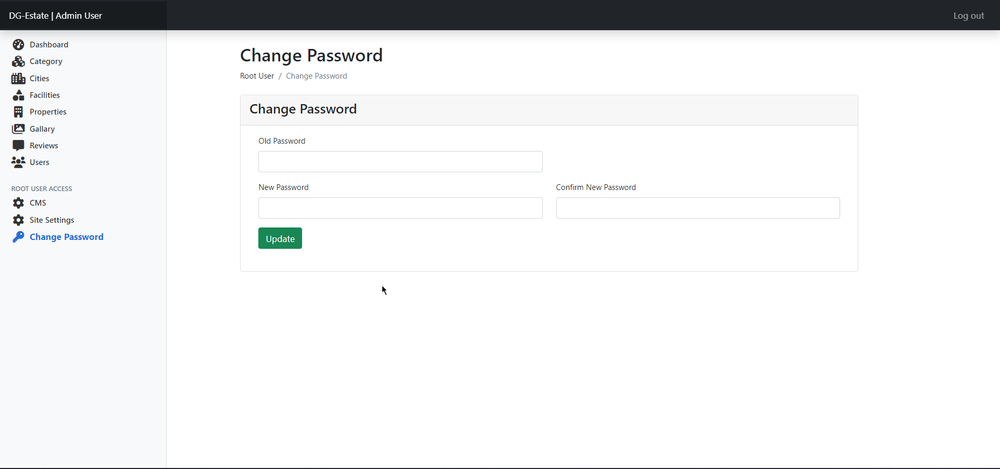 DG-Estate | Admin User
Log out
Dashboard
Category
Cities
Facilities
Properties
Gallary
Reviews
Users
ROOT USER ACCESS
CMS
Site Settings
Change Password
Change Password
Root User / Change Password
Change Password
Old Password
New Password
Confirm New Password
Update